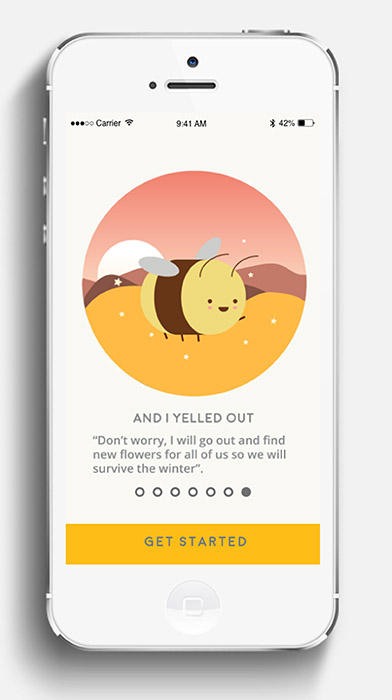 Carrier 9:41 AM 42%
AND I YELLED OUT
“Don’t worry, I will go out and find
new flowers for all of us so we will
survive the winter”.
GET STARTED